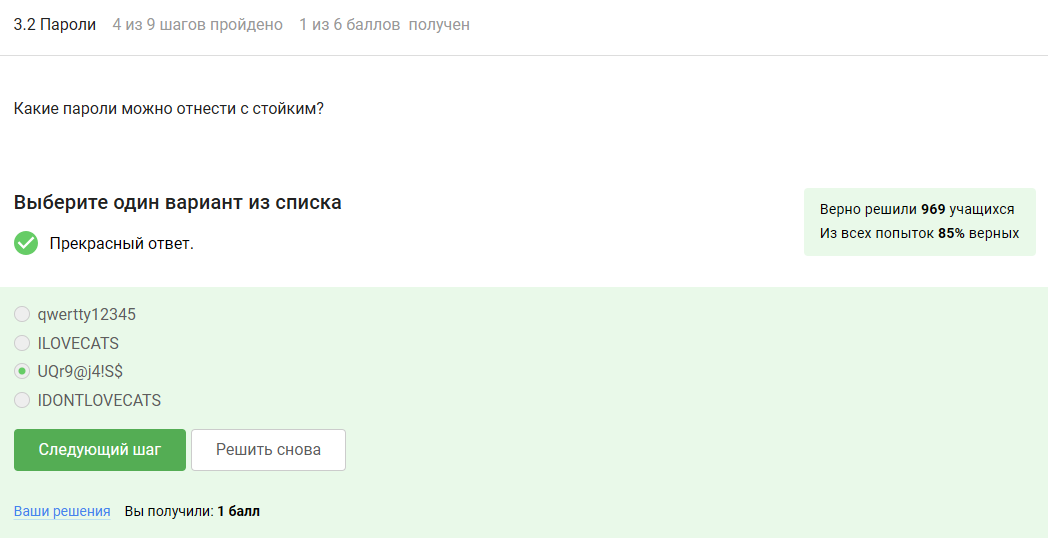 3.2 Пароли 4 из 9 шагов пройдено 1 из 6 баллов получен
Какие пароли можно отнести с стойким?
Выберите один вариант из списка
Прекрасный ответ.
Верно решили 969 учащихся
Из всех попыток 85% верных
qwertty12345
ILOVECATS
UQr9@j4!S$
IDONTLOVECATS
Следующий шаг Решить снова
Ваши решения Вы получили: 1 балл